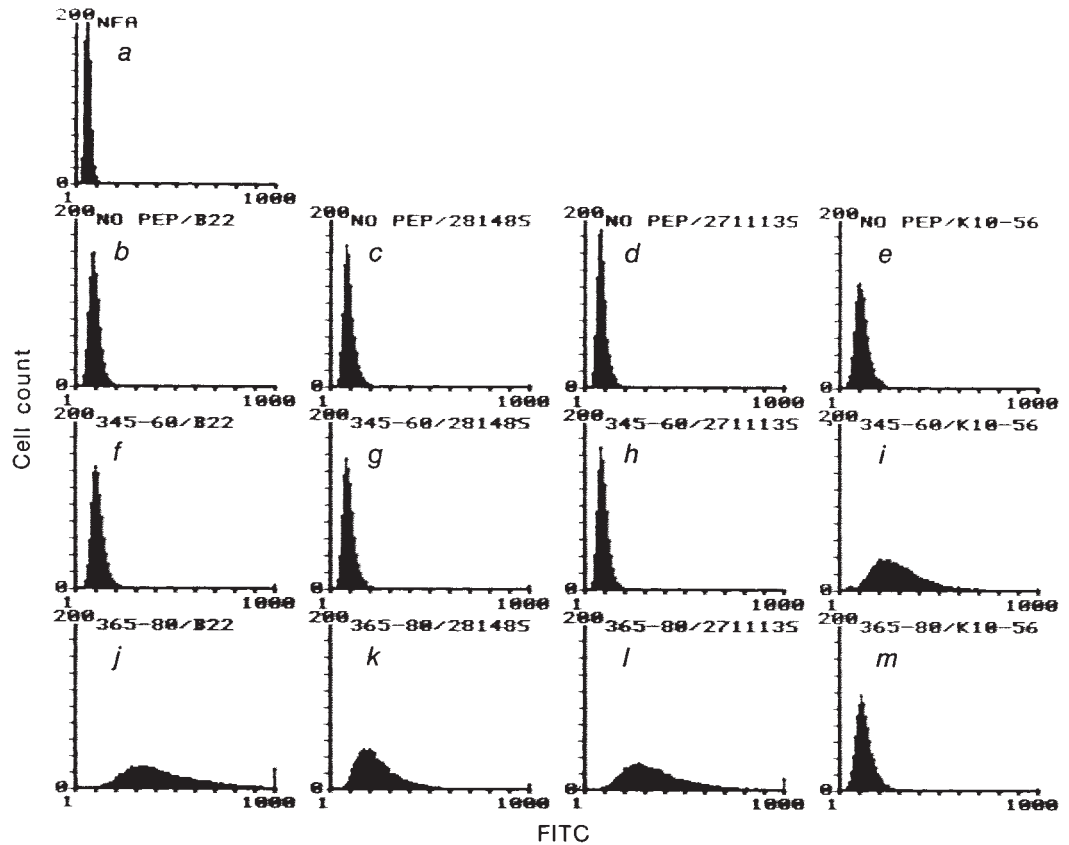 200 NFA
a
0
1 1000
200 NO PEP/B22
b
0
1 1000
200 NO PEP/28148S
c
0
1 1000
200 NO PEP/271113S
d
0
1 1000
200 NO PEP/K10-56
e
0
1 1000
Cell count
200 345-60/B22
f
0
1 1000
200 345-60/28148S
g
0
1 1000
200 345-60/271113S
h
0
1 1000
200 345-60/K10-56
i
0
1 1000
200 365-80/B22
j
0
1 1000
200 365-80/28148S
k
0
1 1000
200 365-80/271113S
l
0
1 1000
200 365-80/K10-56
m
0
1 1000
FITC